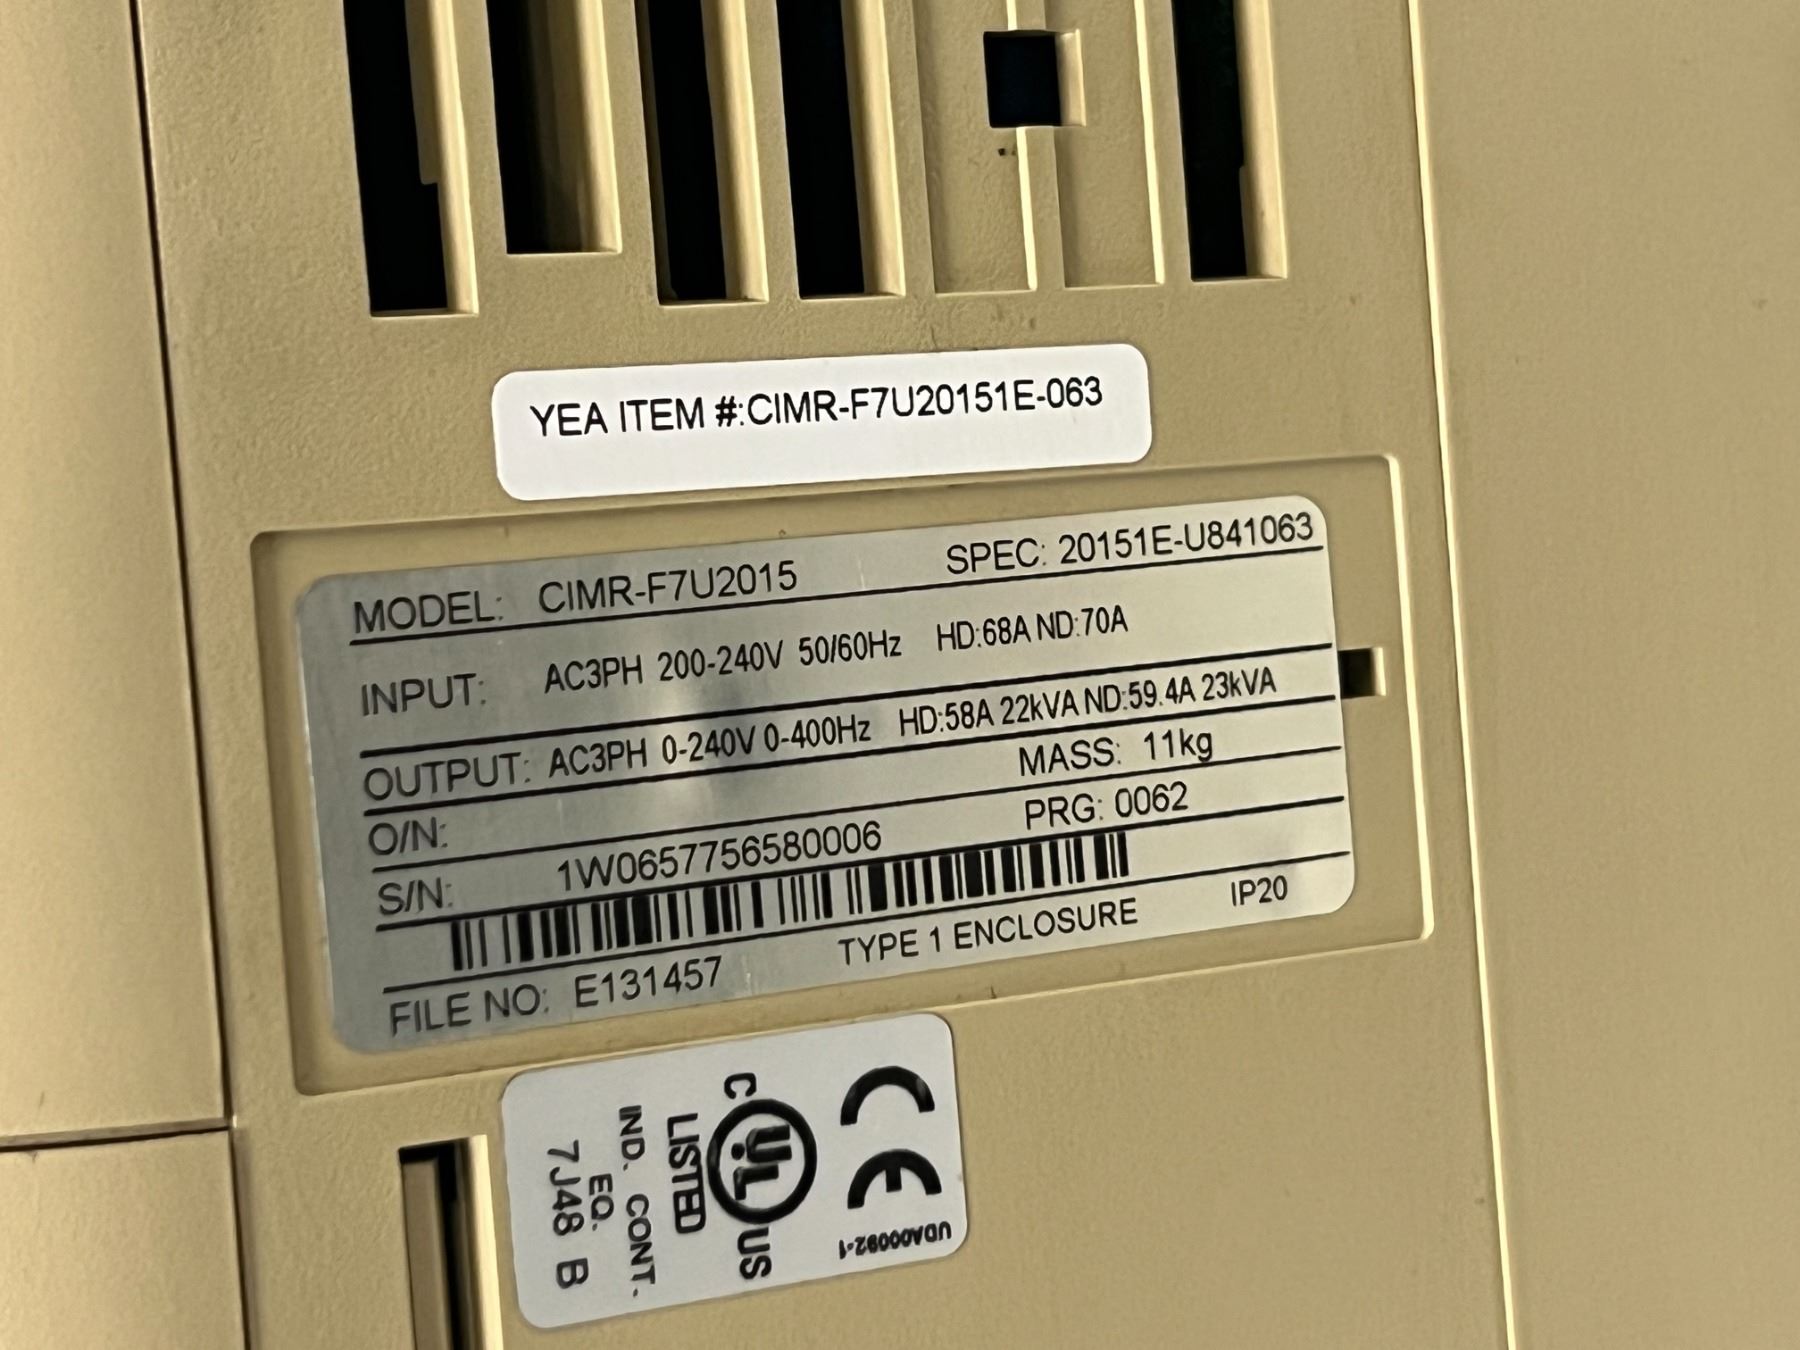 YEA ITEM #:CIMR-F7U20151E-063
MODEL: CIMR-F7U2015 SPEC: 20151E-U841063
INPUT: AC3PH 200-240V 50/60Hz HD:68A ND:70A
OUTPUT: AC3PH 0-240V 0-400Hz HD:58A 22kVA ND:59.4A 23kVA
O/N: MASS: 11kg
S/N: 1W0657756580006 PRG: 0062
FILE NO: E131457 TYPE 1 ENCLOSURE IP20
CE
UDA00092-1
C UL US
LISTED
IND. CONT.
EQ.
7J48 B